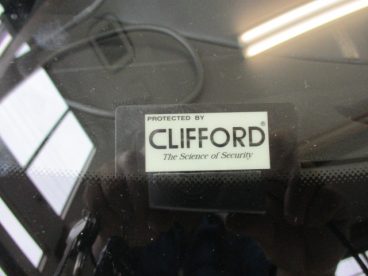 PROTECTED BY
CLIFFORD®
The Science of Security